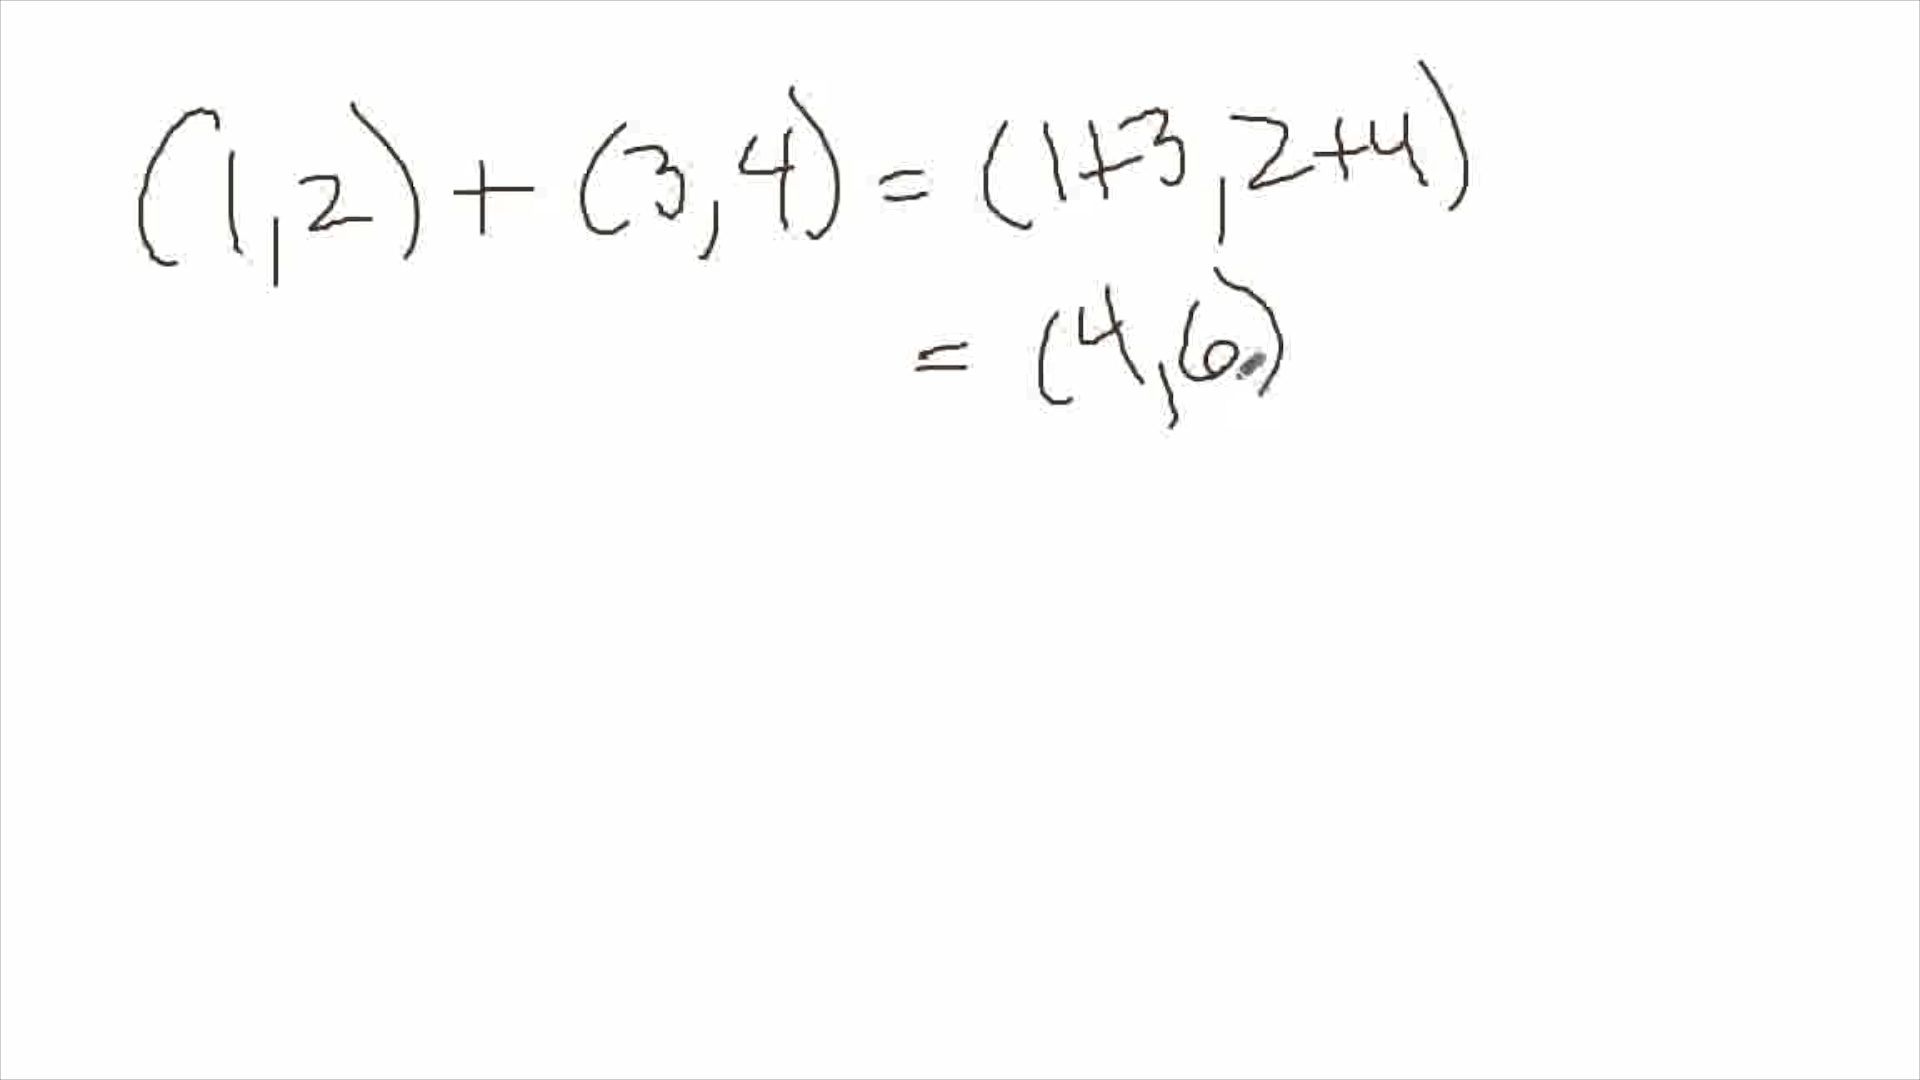 (1,2) + (3,4) = (1+3,2+4)
= (4,6)